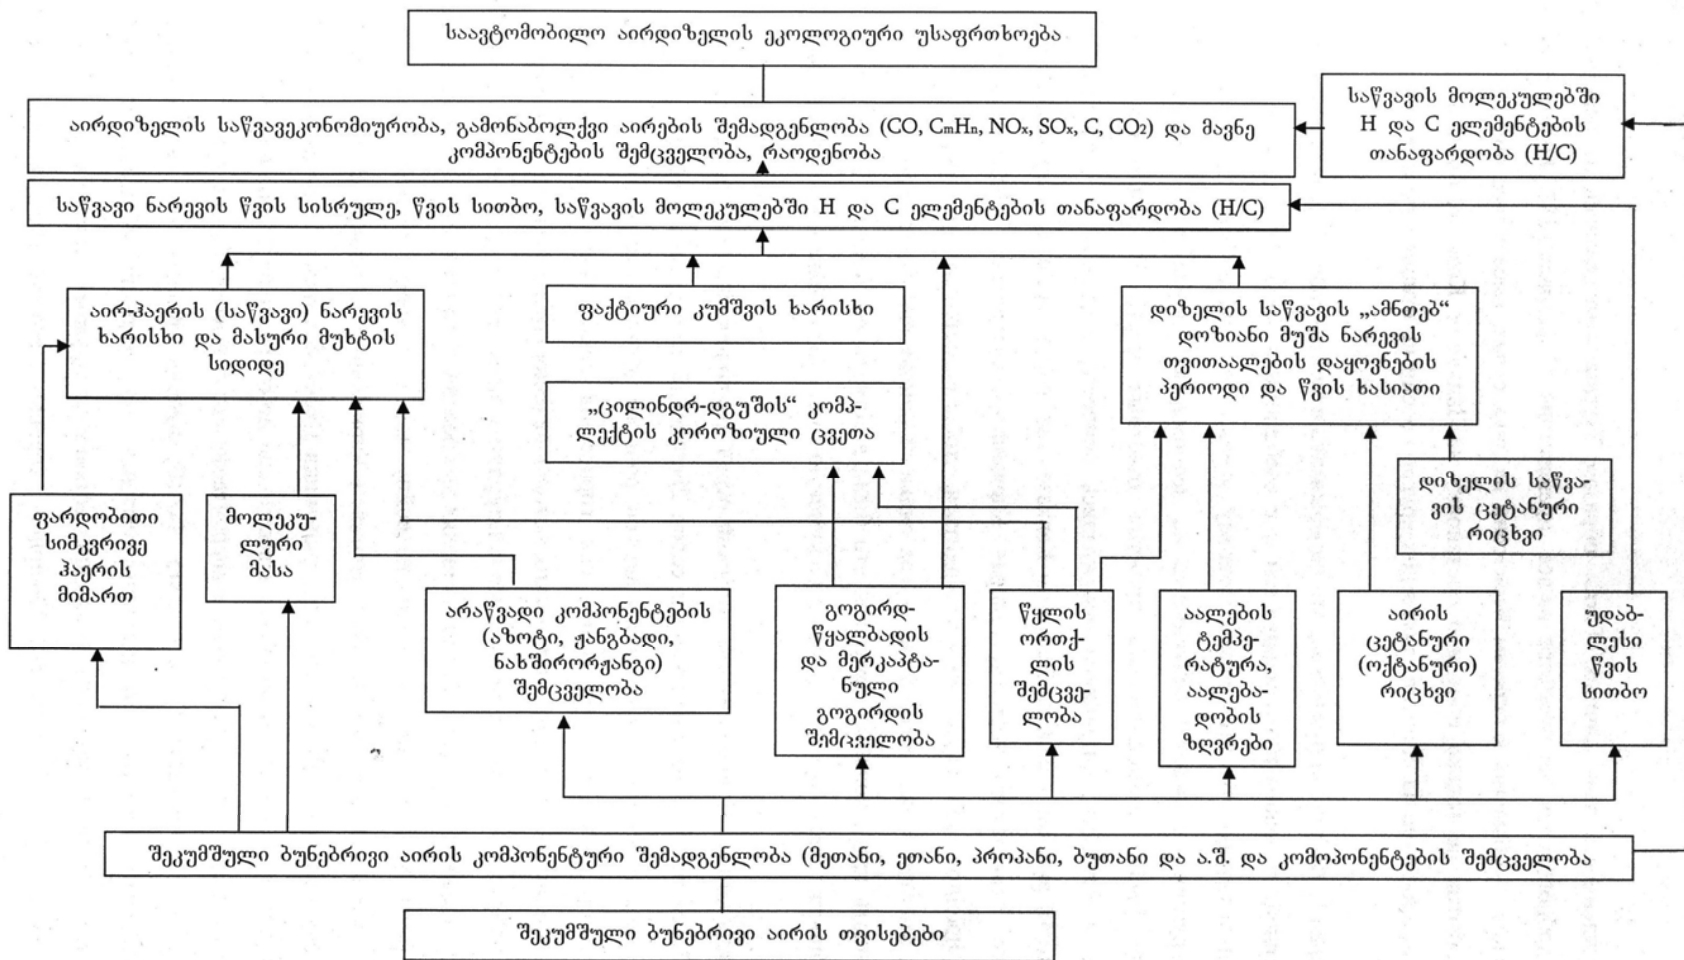 საავტომობილო აირდიზელის ეკოლოგიური უსაფრთხოება
აირდიზელის საწვავეკონომიურობა, გამონაბოლქვი აირების შემადგენლობა (CO, CmHn, NOx, SOx, C, CO2) და მავნე
კომპონენტების შემცველობა, რაოდენობა
საწვავის მოლეკულებში
H და C ელემენტების
თანაფარდობა (H/C)
საწვავი ნარევის წვის სისრულე, წვის სითბო, საწვავის მოლეკულებში H და C ელემენტების თანაფარდობა (H/C)
აირ-ჰაერის (საწვავი) ნარევის
ხარისხი და მასური მუხტის
სიდიდე
ფაქტიური კუმშვის ხარისხი
დიზელის საწვავის „ამნთებ“
დოზიანი მუშა ნარევის
თვითაალების დაყოვნების
პერიოდი და წვის ხასიათი
„ცილინდრ-დგუშის“ კომპ-
ლექტის კოროზიული ცვეთა
დიზელის საწვა-
ვის ცეტანური
რიცხვი
ფარდობითი
სიმკვრივე
ჰაერის
მიმართ
მოლეკუ-
ლური
მასა
არაწვადი კომპონენტების
(აზოტი, ჟანგბადი,
ნახშირორჟანგი)
შემცველობა
გოგირდ-
წყალბადის
და მერკაპტა-
ნული
გოგირდის
შემცველობა
წყლის
ორთქ-
ლის
შემცვე-
ლობა
აალების
ტემპე-
რატურა,
აალება-
დობის
ზღვრები
აირის
ცეტანური
(ოქტანური)
რიცხვი
უდაბ-
ლესი
წვის
სითბო
შეკუმშული ბუნებრივი აირის კომპონენტური შემადგენლობა (მეთანი, ეთანი, პროპანი, ბუთანი და ა.შ. და კომოპონენტების შემცველობა
შეკუმშული ბუნებრივი აირის თვისებები